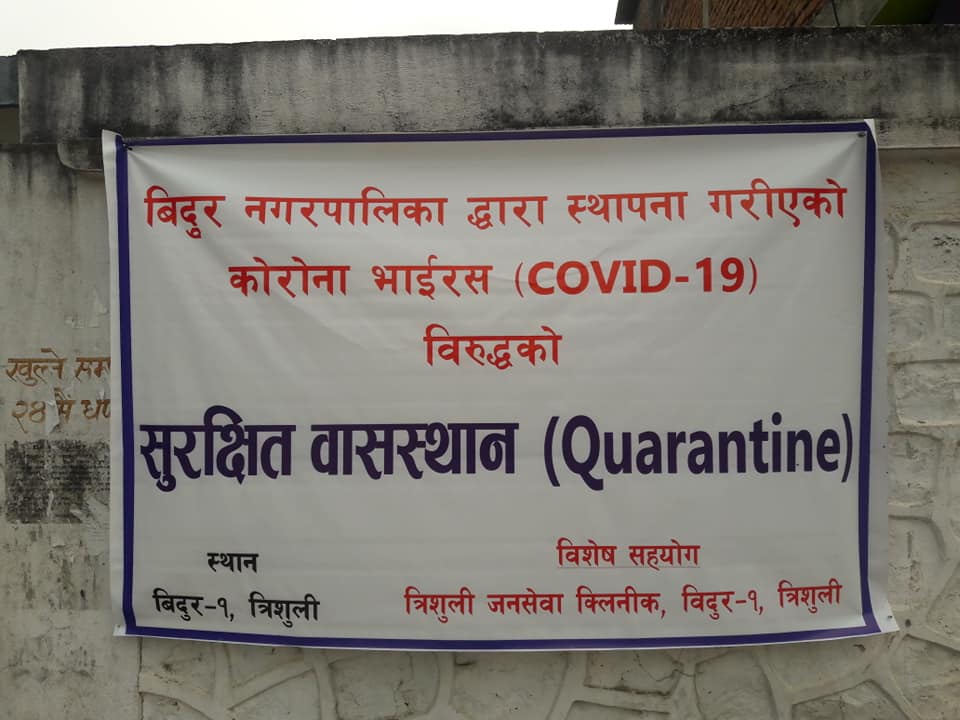 बिदुर नगरपालिका द्धारा स्थापना गरीएको
कोरोना भाईरस (COVID-19)
विरुद्धको
सुरक्षित वासस्थान (Quarantine)
स्थान
बिदुर-१, त्रिशुली
विशेष सहयोग
त्रिशुली जनसेवा क्लिनीक, विदुर-१, त्रिशुली
खुल्ने
२४ सै